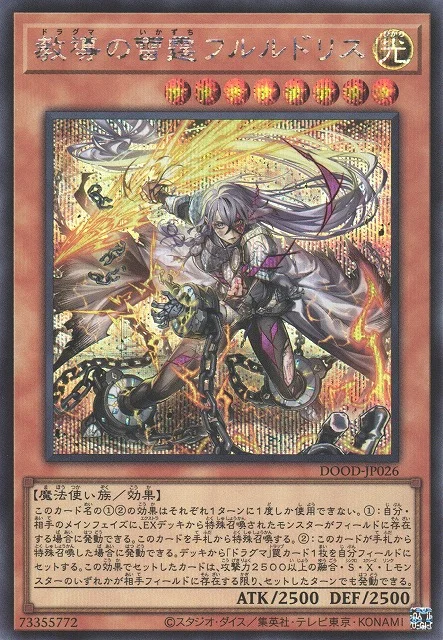 教導の雷霆フルルドリス
ドラグマ いかずち
光
DOOD-JP026
【魔法使い族／効果】
このカード名の①②の効果はそれぞれ1ターンに1度しか使用できない。①：自分・
相手のメインフェイズに、EXデッキから特殊召喚されたモンスターがフィールドに存在
する場合に発動できる。このカードを手札から特殊召喚する。②：このカードが手札から
特殊召喚した場合に発動できる。デッキから「ドラグマ」罠カード1枚を自分フィールドに
セットする。この効果でセットしたカードは、攻撃力2500以上の融合・S・X・Lモ
ンスターのいずれかが相手フィールドに存在する限り、セットしたターンでも発動できる。
ATK/2500 DEF/2500
73355772
©スタジオ・ダイス／集英社・テレビ東京・KONAMI